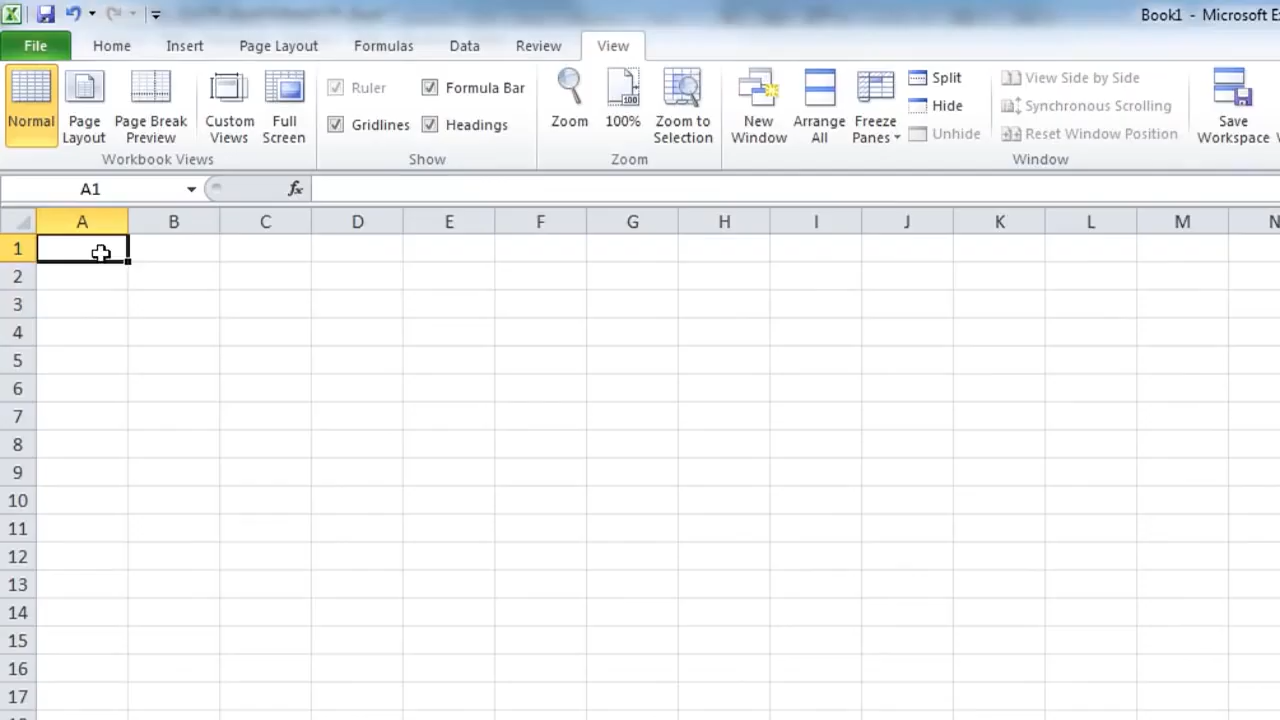 Book1 - Microsoft E
File Home Insert Page Layout Formulas Data Review View
Normal
Page Layout
Page Break Preview
Custom Views
Full Screen
Workbook Views
Ruler
Formula Bar
Gridlines
Headings
Show
Zoom
100
100%
Zoom to Selection
Zoom
New Window
Arrange All
Freeze Panes
Split
Hide
Unhide
View Side by Side
Synchronous Scrolling
Reset Window Position
Save Workspace
Window
A1 fx
A B C D E F G H I J K L M N
1
2
3
4
5
6
7
8
9
10
11
12
13
14
15
16
17